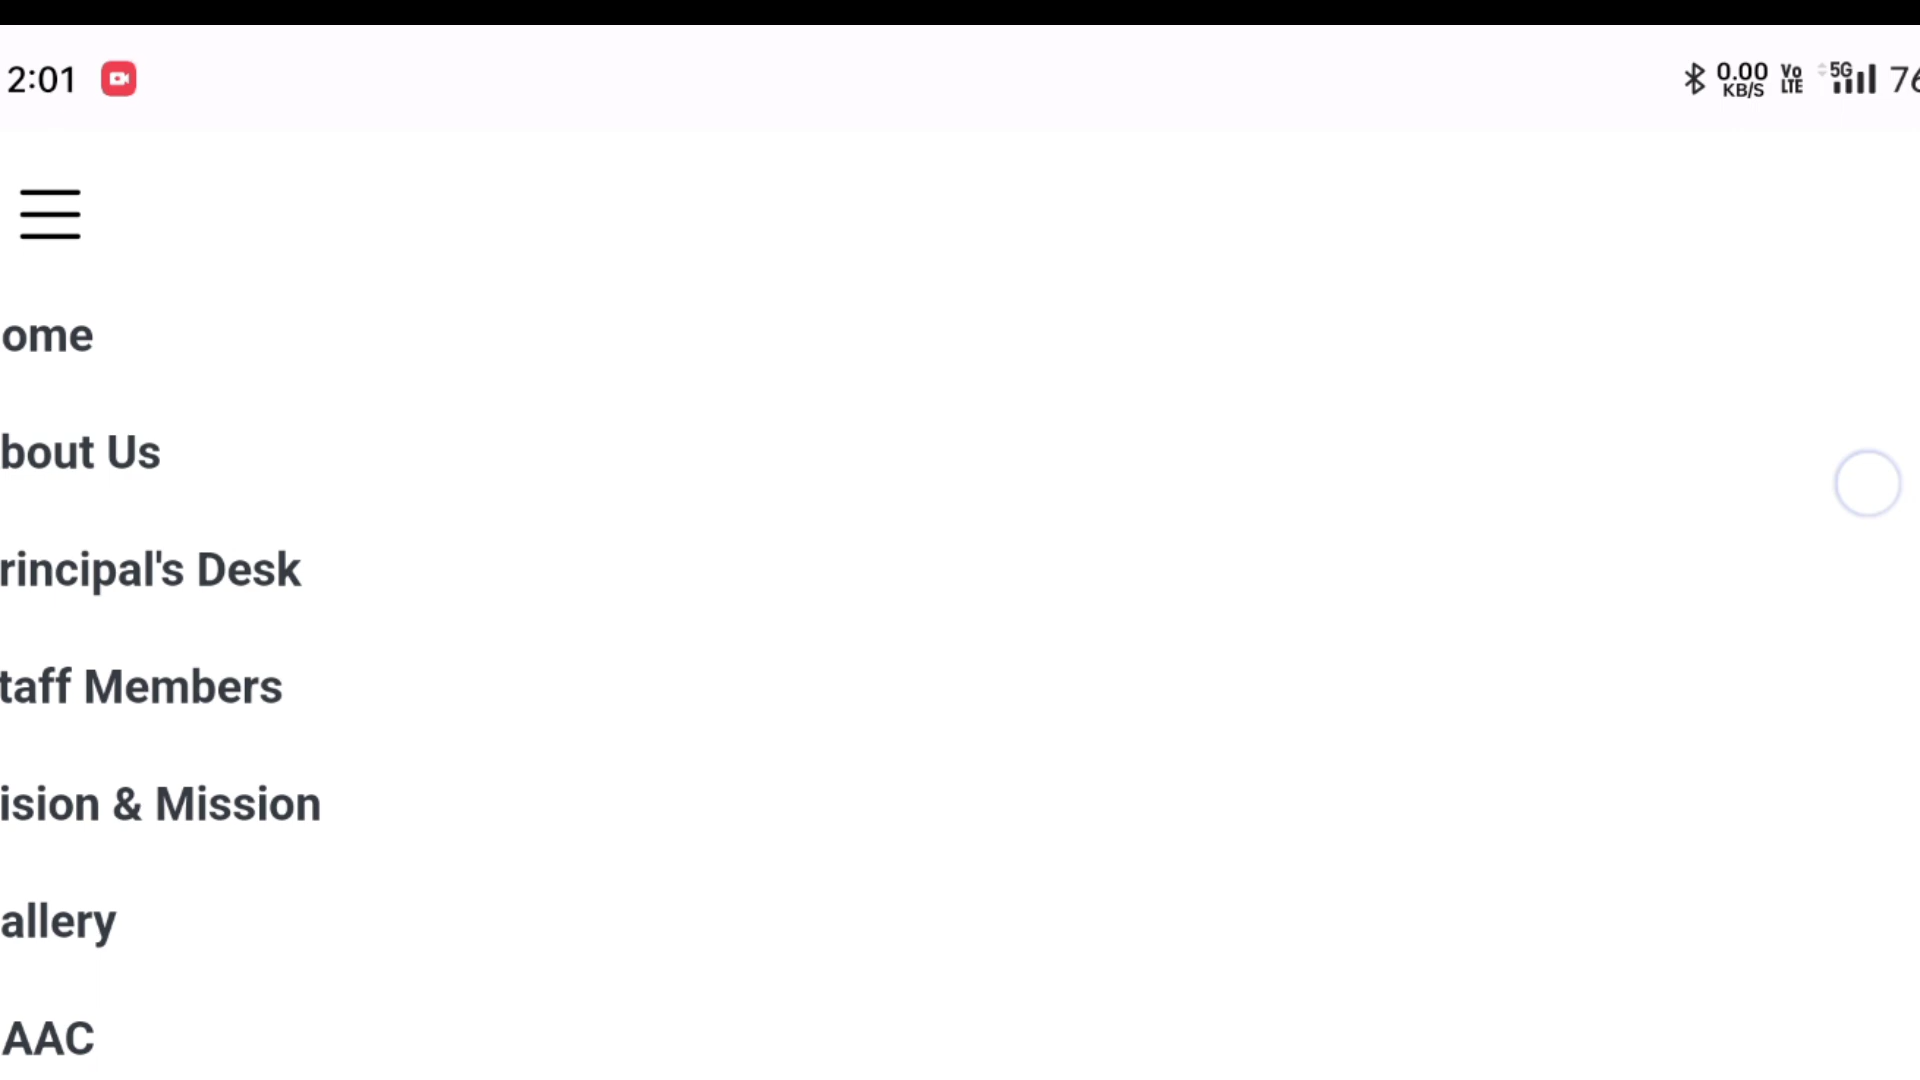 2:01 0.00 KB/S Vo LTE 5G 76
ome
bout Us
rincipal's Desk
taff Members
ision & Mission
allery
AAC